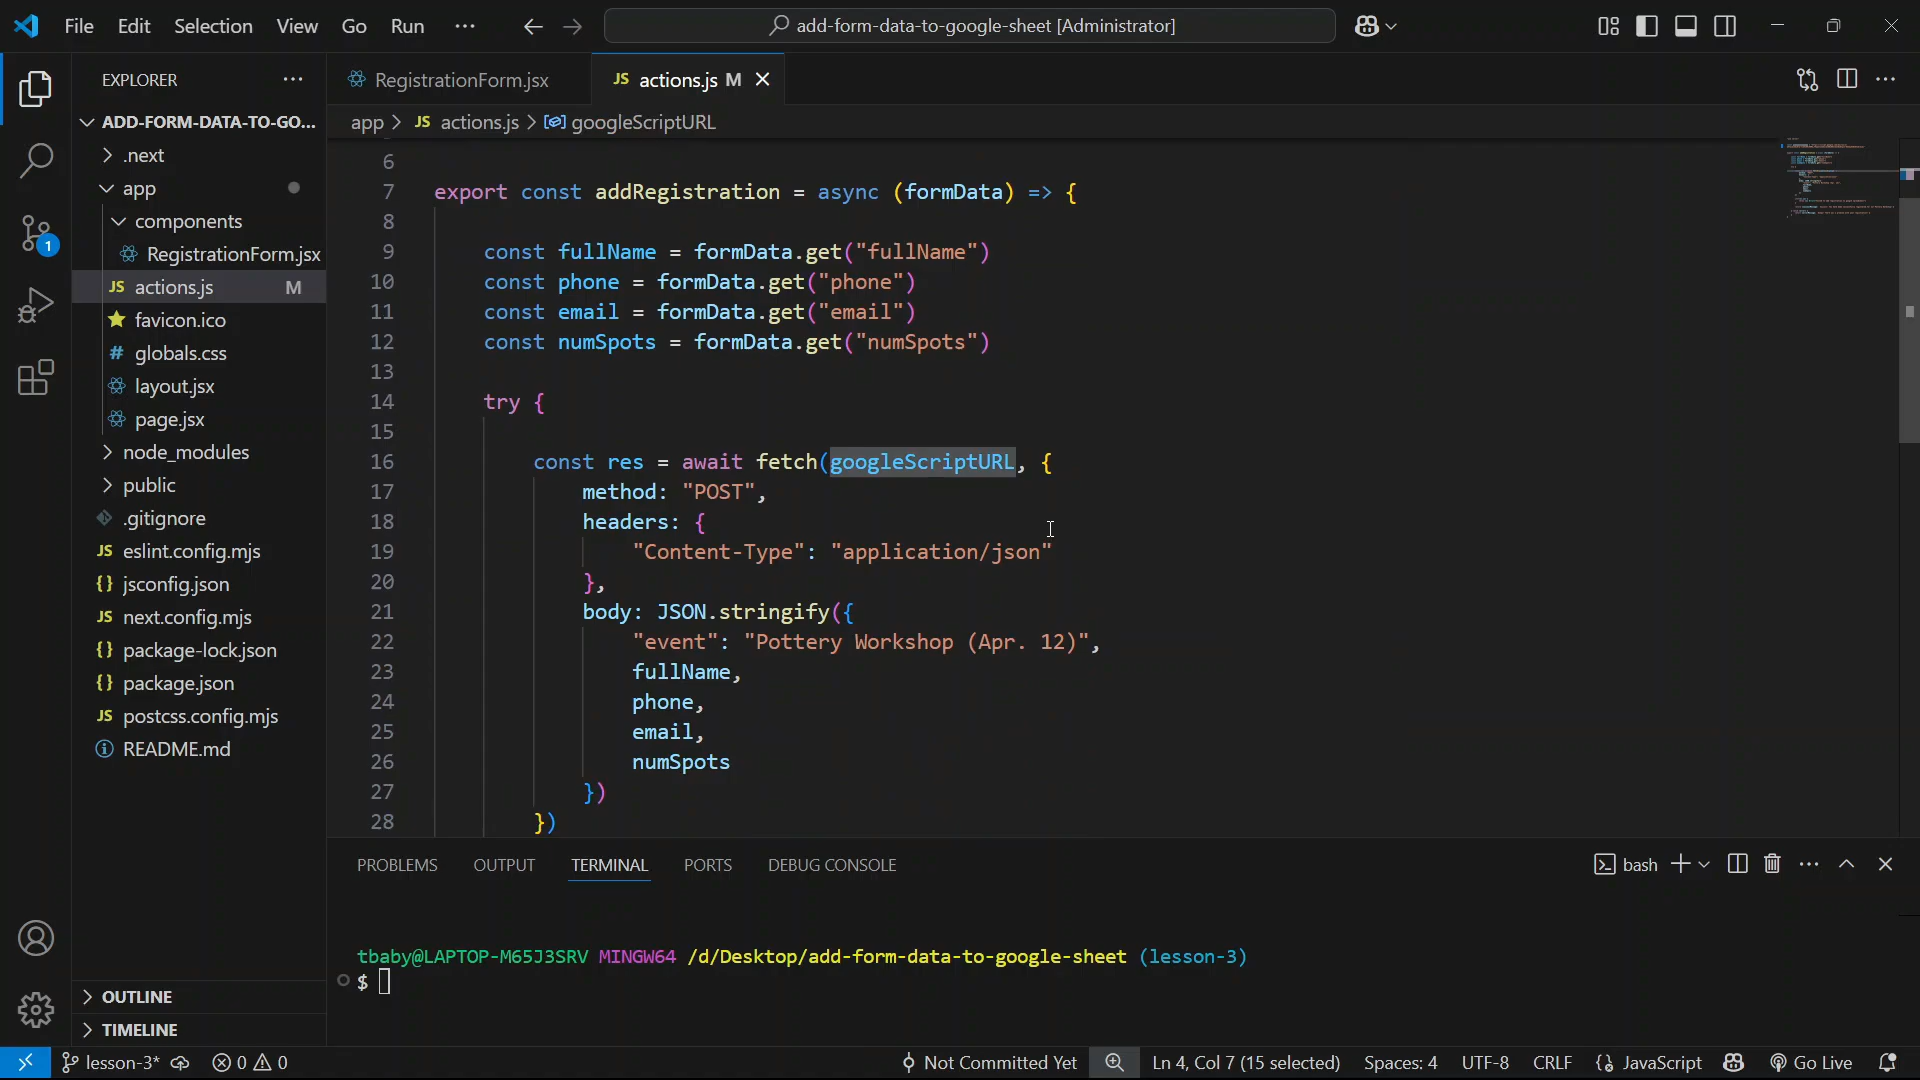 File Edit Selection View Go Run
add-form-data-to-google-sheet [Administrator]
EXPLORER
RegistrationForm.jsx
JS actions.js M
ADD-FORM-DATA-TO-GO...
app > JS actions.js > googleScriptURL
.next
app
components
RegistrationForm.jsx
JS actions.js M
favicon.ico
# globals.css
layout.jsx
page.jsx
node_modules
public
.gitignore
JS eslint.config.mjs
{} jsconfig.json
JS next.config.mjs
{} package-lock.json
{} package.json
JS postcss.config.mjs
README.md
1
6
7 export const addRegistration = async (formData) => {
8
9 const fullName = formData.get("fullName")
10 const phone = formData.get("phone")
11 const email = formData.get("email")
12 const numSpots = formData.get("numSpots")
13
14 try {
15
16 const res = await fetch(googleScriptURL, {
17 method: "POST",
18 headers: {
19 "Content-Type": "application/json"
20 },
21 body: JSON.stringify({
22 "event": "Pottery Workshop (Apr. 12)",
23 fullName,
24 phone,
25 email,
26 numSpots
27 })
28 })
PROBLEMS OUTPUT TERMINAL PORTS DEBUG CONSOLE
bash
tbaby@LAPTOP-M65J3SRV MINGW64 /d/Desktop/add-form-data-to-google-sheet (lesson-3)
$
OUTLINE
TIMELINE
lesson-3* 0 0 Not Committed Yet Ln 4, Col 7 (15 selected) Spaces: 4 UTF-8 CRLF {} JavaScript Go Live